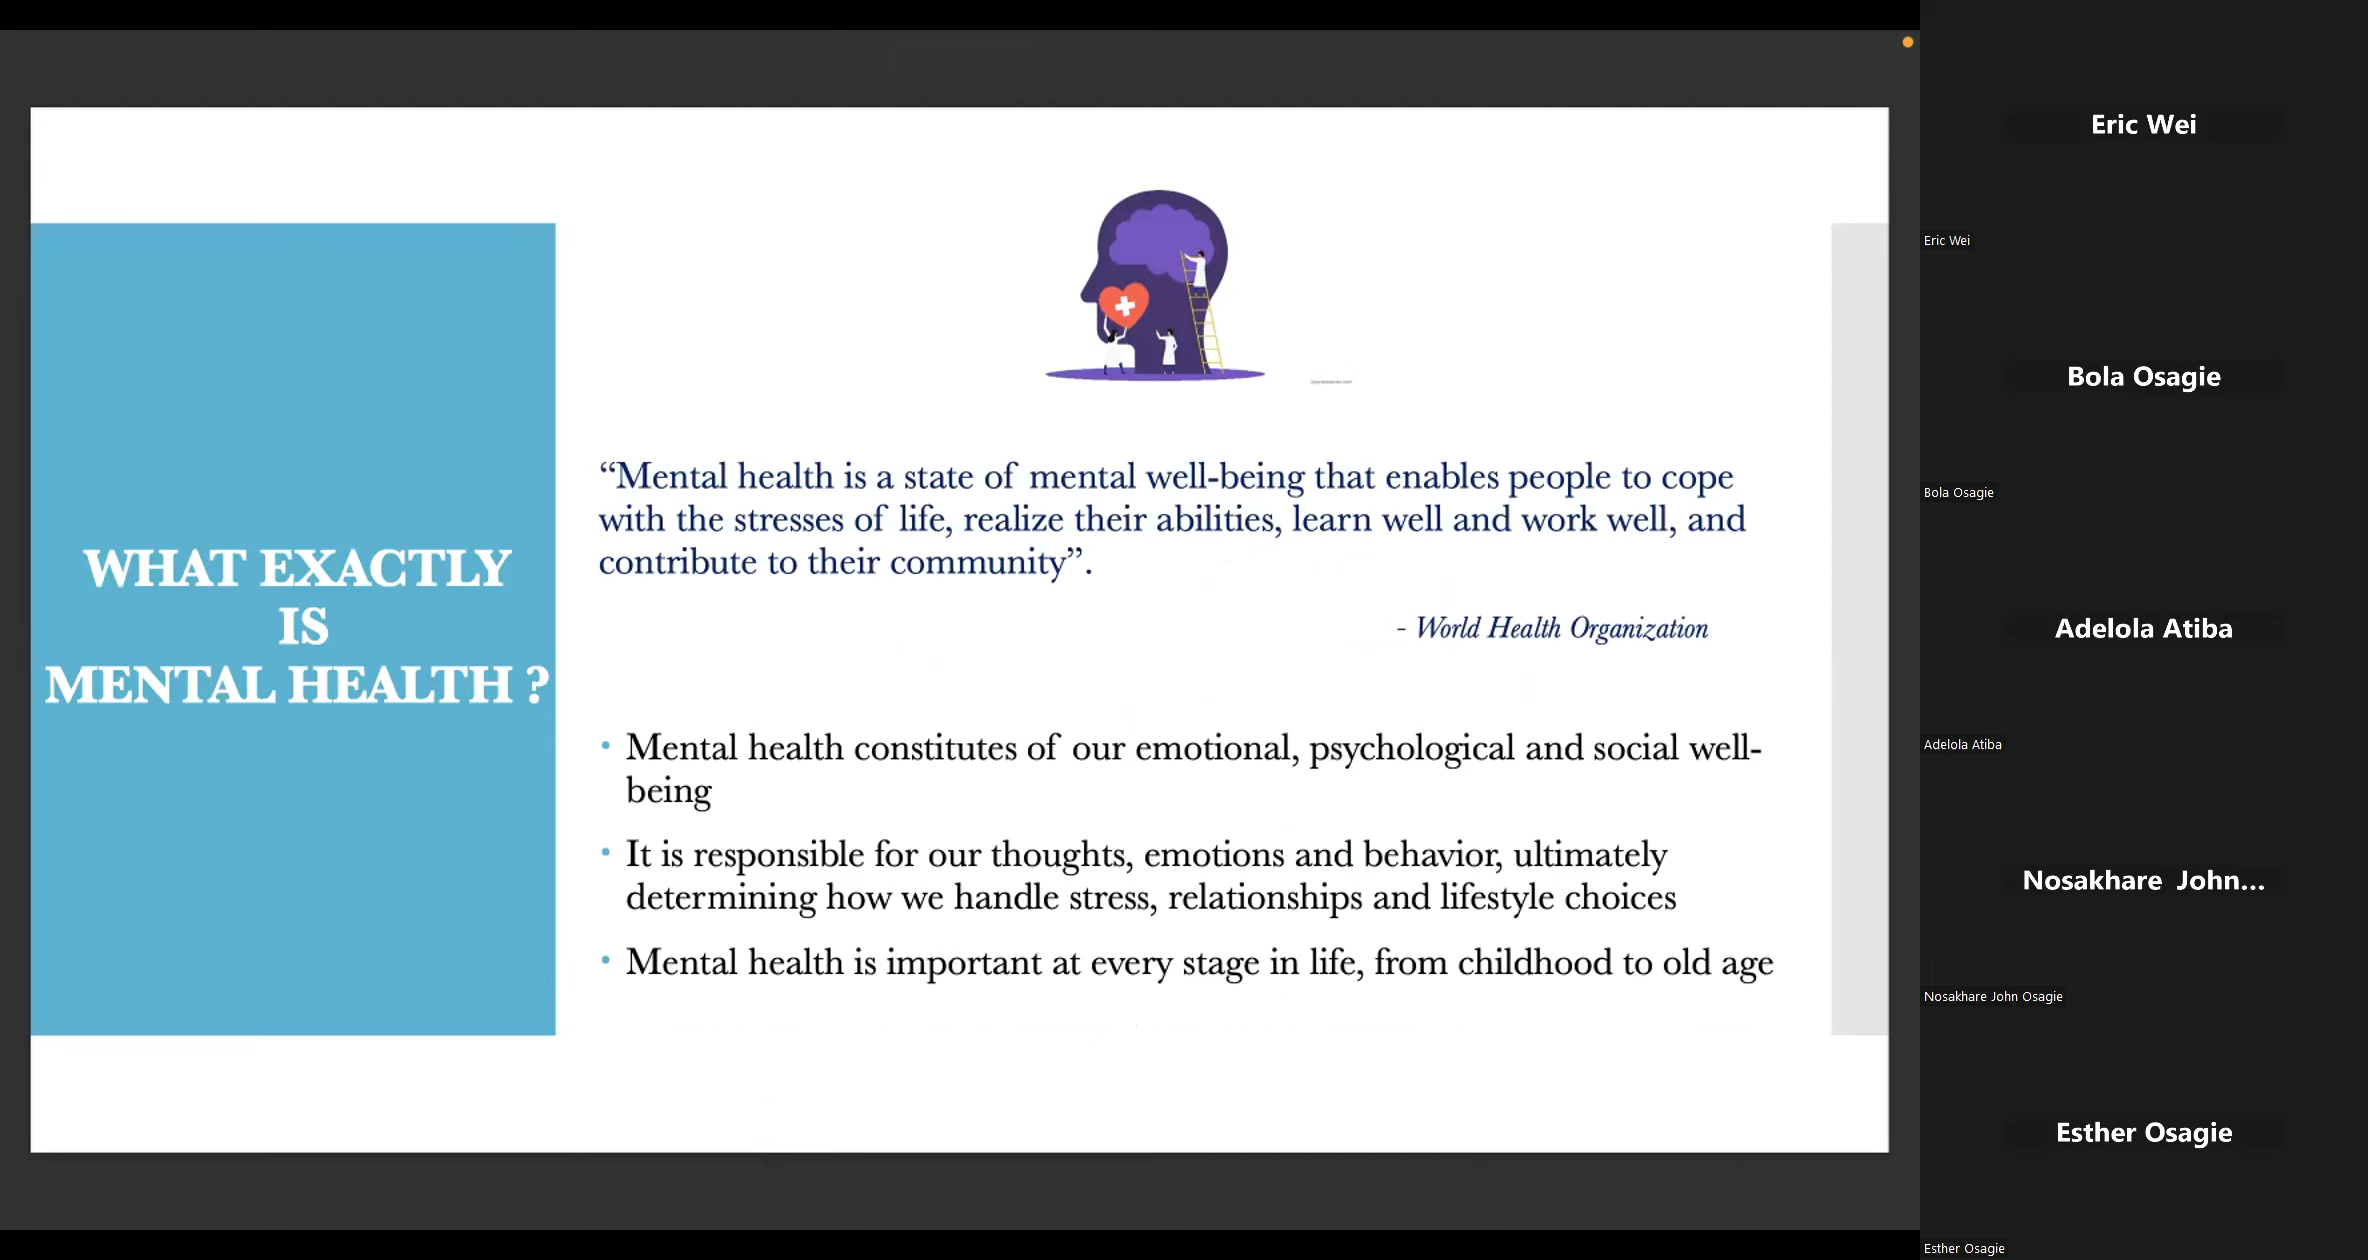 WHAT EXACTLY
IS
MENTAL HEALTH ?
“Mental health is a state of mental well-being that enables people to cope
with the stresses of life, realize their abilities, learn well and work well, and
contribute to their community”.
- World Health Organization
• Mental health constitutes of our emotional, psychological and social well-
being
• It is responsible for our thoughts, emotions and behavior, ultimately
determining how we handle stress, relationships and lifestyle choices
• Mental health is important at every stage in life, from childhood to old age
Eric Wei
Eric Wei
Bola Osagie
Bola Osagie
Adelola Atiba
Adelola Atiba
Nosakhare John...
Nosakhare John Osagie
Esther Osagie
Esther Osagie